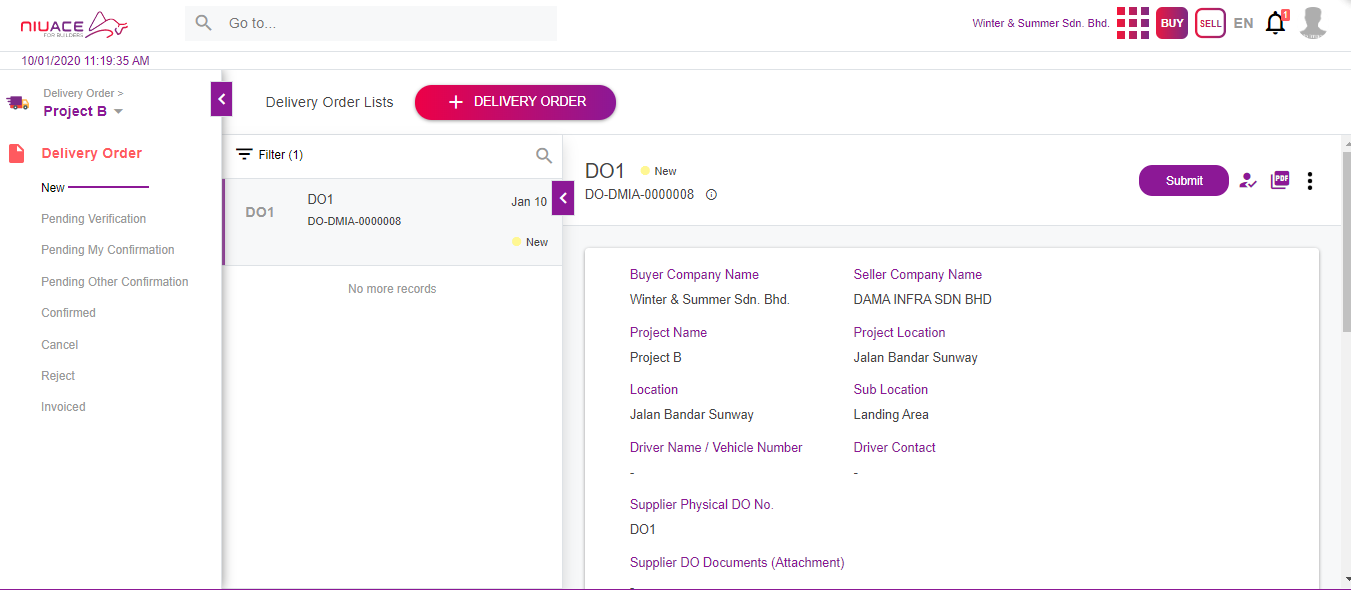 NIUACE
FOR BUILDERS
Go to...
Winter & Summer Sdn. Bhd.
BUY
SELL
EN
1
10/01/2020 11:19:35 AM
Delivery Order >
Project B
Delivery Order
New
Pending Verification
Pending My Confirmation
Pending Other Confirmation
Confirmed
Cancel
Reject
Invoiced
Delivery Order Lists
+ DELIVERY ORDER
Filter (1)
DO1
DO1
Jan 10
DO-DMIA-0000008
New
No more records
DO1
New
DO-DMIA-0000008
Submit
PDF
Buyer Company Name
Seller Company Name
Winter & Summer Sdn. Bhd.
DAMA INFRA SDN BHD
Project Name
Project Location
Project B
Jalan Bandar Sunway
Location
Sub Location
Jalan Bandar Sunway
Landing Area
Driver Name / Vehicle Number
Driver Contact
-
-
Supplier Physical DO No.
DO1
Supplier DO Documents (Attachment)